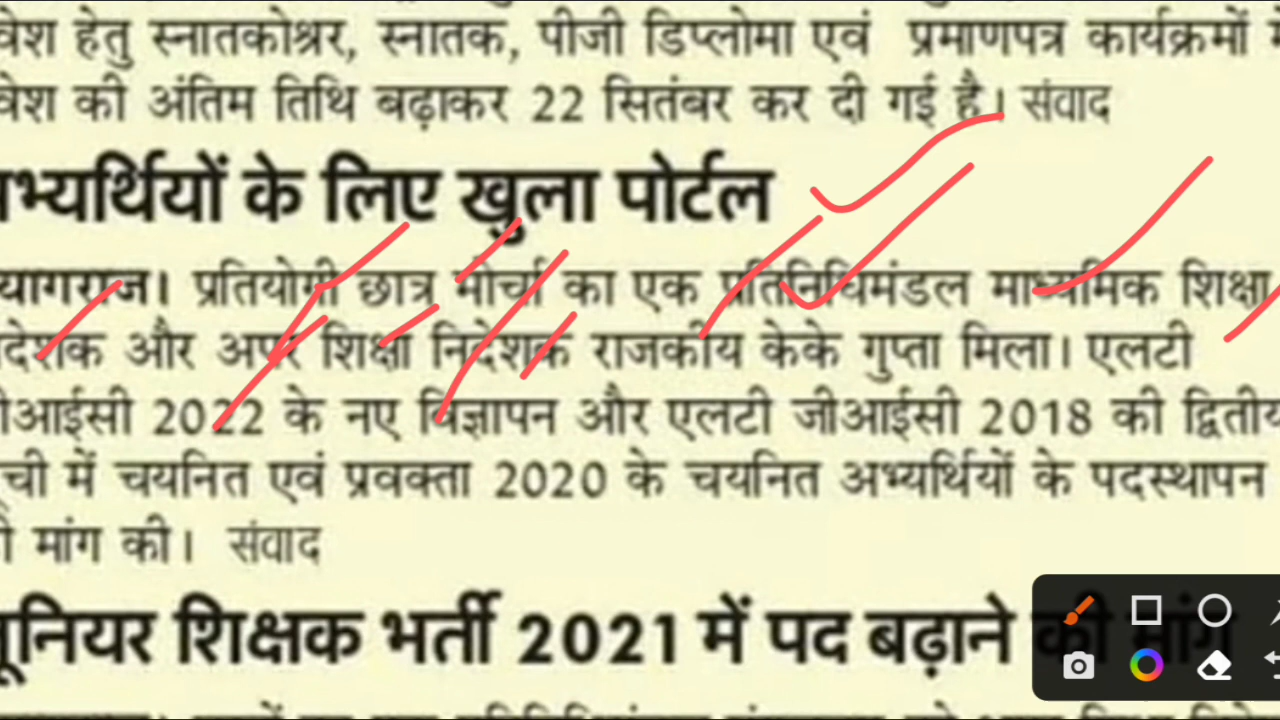 वेश हेतु स्नातकोश्रर, स्नातक, पीजी डिप्लोमा एवं प्रमाणपत्र कार्यक्रमों में
वेश की अंतिम तिथि बढ़ाकर 22 सितंबर कर दी गई है। संवाद
भ्यर्थियों के लिए खुला पोर्टल
यागराज। प्रतियोगी छात्र मोर्चा का एक प्रतिनिधिमंडल माध्यमिक शिक्षा
देशक और अपर शिक्षा निदेशक राजकीय केके गुप्ता मिला। एलटी
ीआईसी 2022 के नए विज्ञापन और एलटी जीआईसी 2018 की द्वितीय
ूची में चयनित एवं प्रवक्ता 2020 के चयनित अभ्यर्थियों के पदस्थापन
ी मांग की। संवाद
ूनियर शिक्षक भर्ती 2021 में पद बढ़ाने की मांग